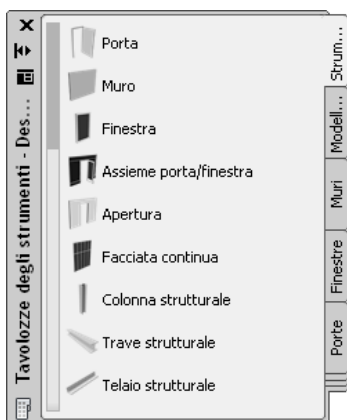 Tavolozze degli strumenti - Des...
Porta
Muro
Finestra
Assieme porta/finestra
Apertura
Facciata continua
Colonna strutturale
Trave strutturale
Telaio strutturale
Strum...
Modell...
Muri
Finestre
Porte